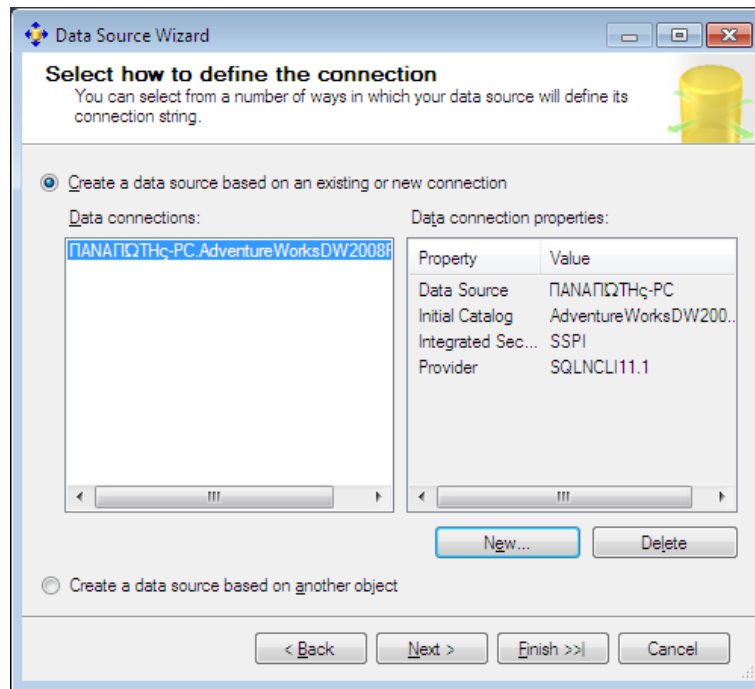 Data Source Wizard
Select how to define the connection
You can select from a number of ways in which your data source will define its
connection string.
Create a data source based on an existing or new connection
Data connections:
ΠΑΝΑΠΩΤΗς-PC.AdventureWorksDW2008
Data connection properties:
Property Value
Data Source ΠΑΝΑΠΩΤΗς-PC
Initial Catalog AdventureWorksDW200..
Integrated Sec... SSPI
Provider SQLNCLI11.1
New... Delete
Create a data source based on another object
< Back Next > Finish >>| Cancel